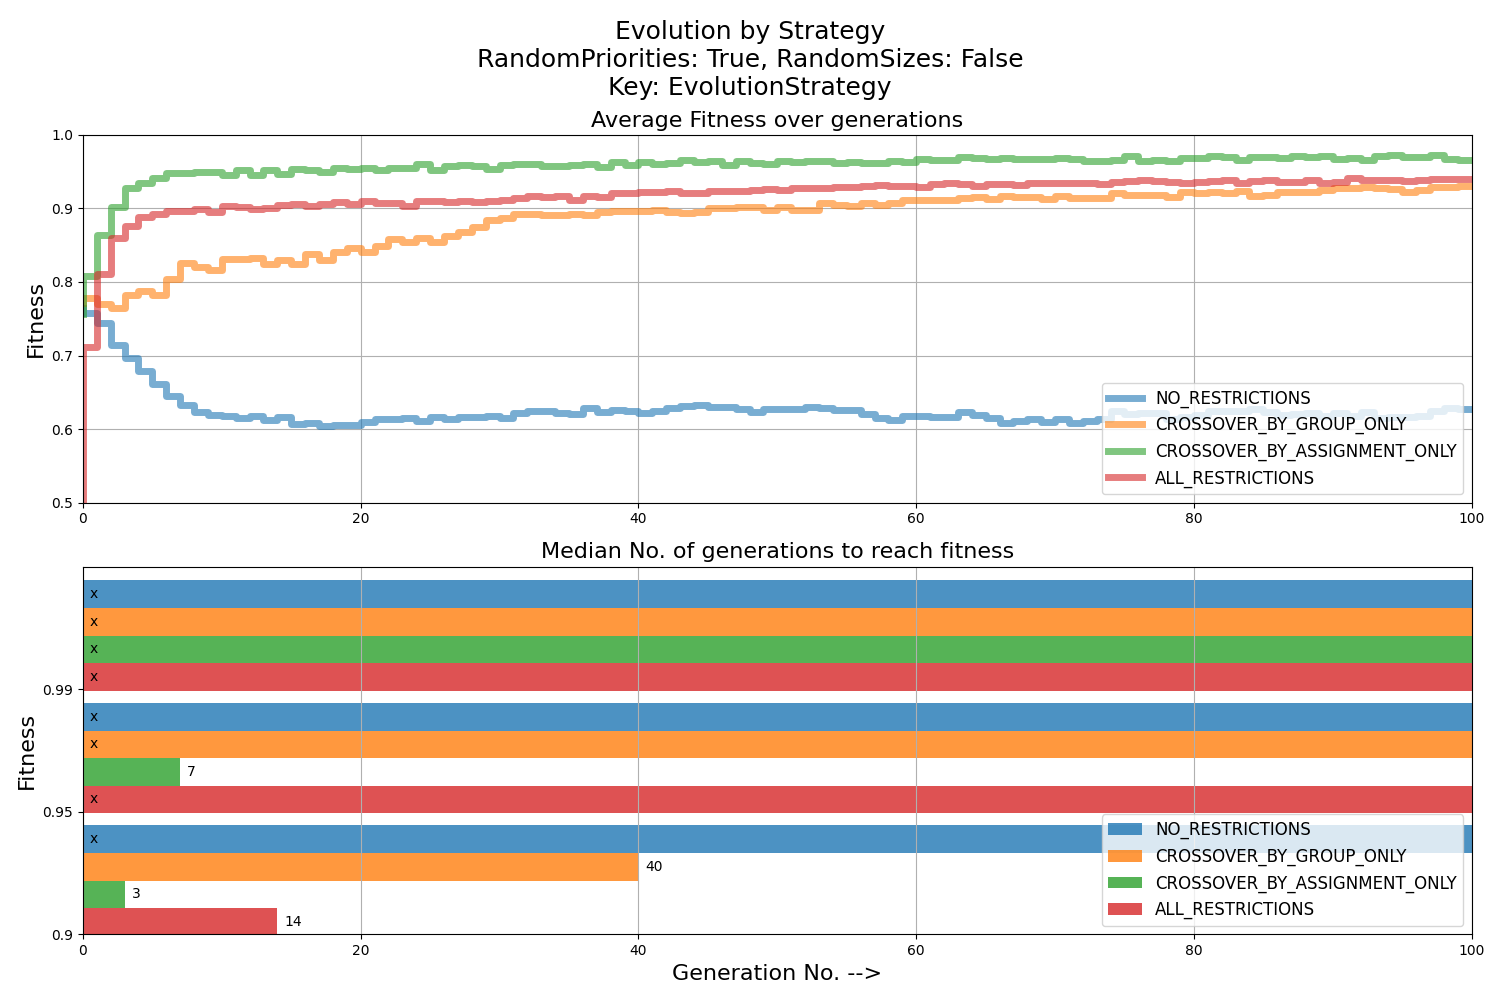 Evolution by Strategy
RandomPriorities: True, RandomSizes: False
Key: EvolutionStrategy
Average Fitness over generations
1.0
0.9
0.8
0.7
0.6
0.5
Fitness
NO_RESTRICTIONS
CROSSOVER_BY_GROUP_ONLY
CROSSOVER_BY_ASSIGNMENT_ONLY
ALL_RESTRICTIONS
0 20 40 60 80 100
Median No. of generations to reach fitness
x
x
x
x
0.99
x
x
7
x
0.95
x
40
3
14
0.9
Fitness
NO_RESTRICTIONS
CROSSOVER_BY_GROUP_ONLY
CROSSOVER_BY_ASSIGNMENT_ONLY
ALL_RESTRICTIONS
0 20 40 60 80 100
Generation No. -->